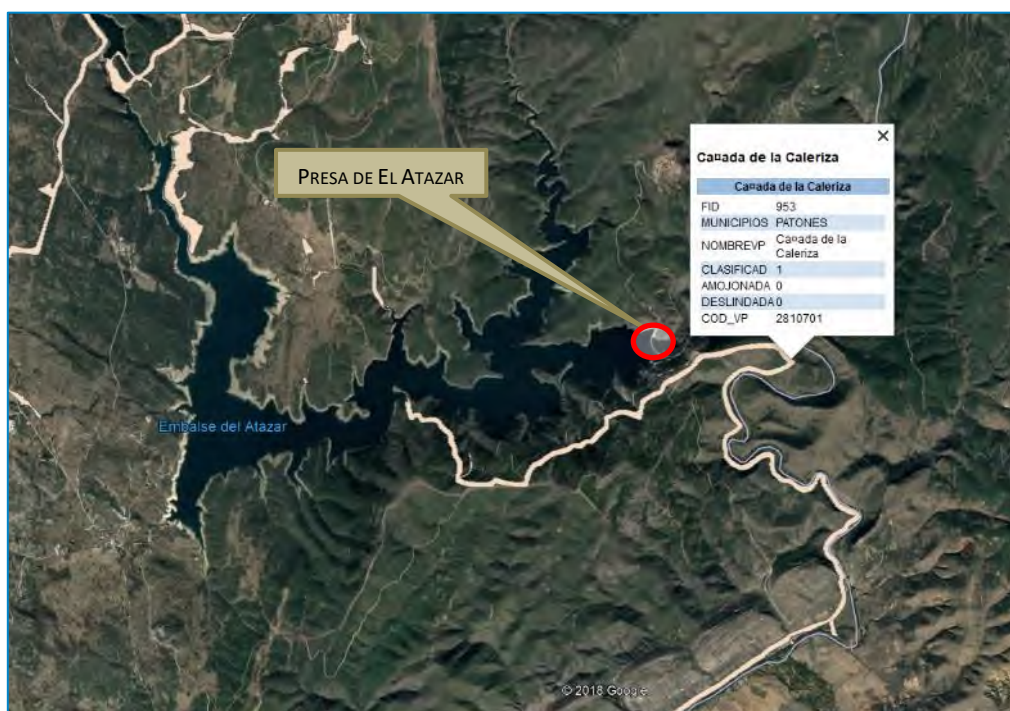 PRESA DE EL ATAZAR
Embalse del Atazar
Ca¤ada de la Caleriza
Ca¤ada de la Caleriza
FID 953
MUNICIPIOS PATONES
NOMBREVP Ca¤ada de la
Caleriza
CLASIFICAD 1
AMOJONADA 0
DESLINDADA 0
COD_VP 2810701
© 2018 Google